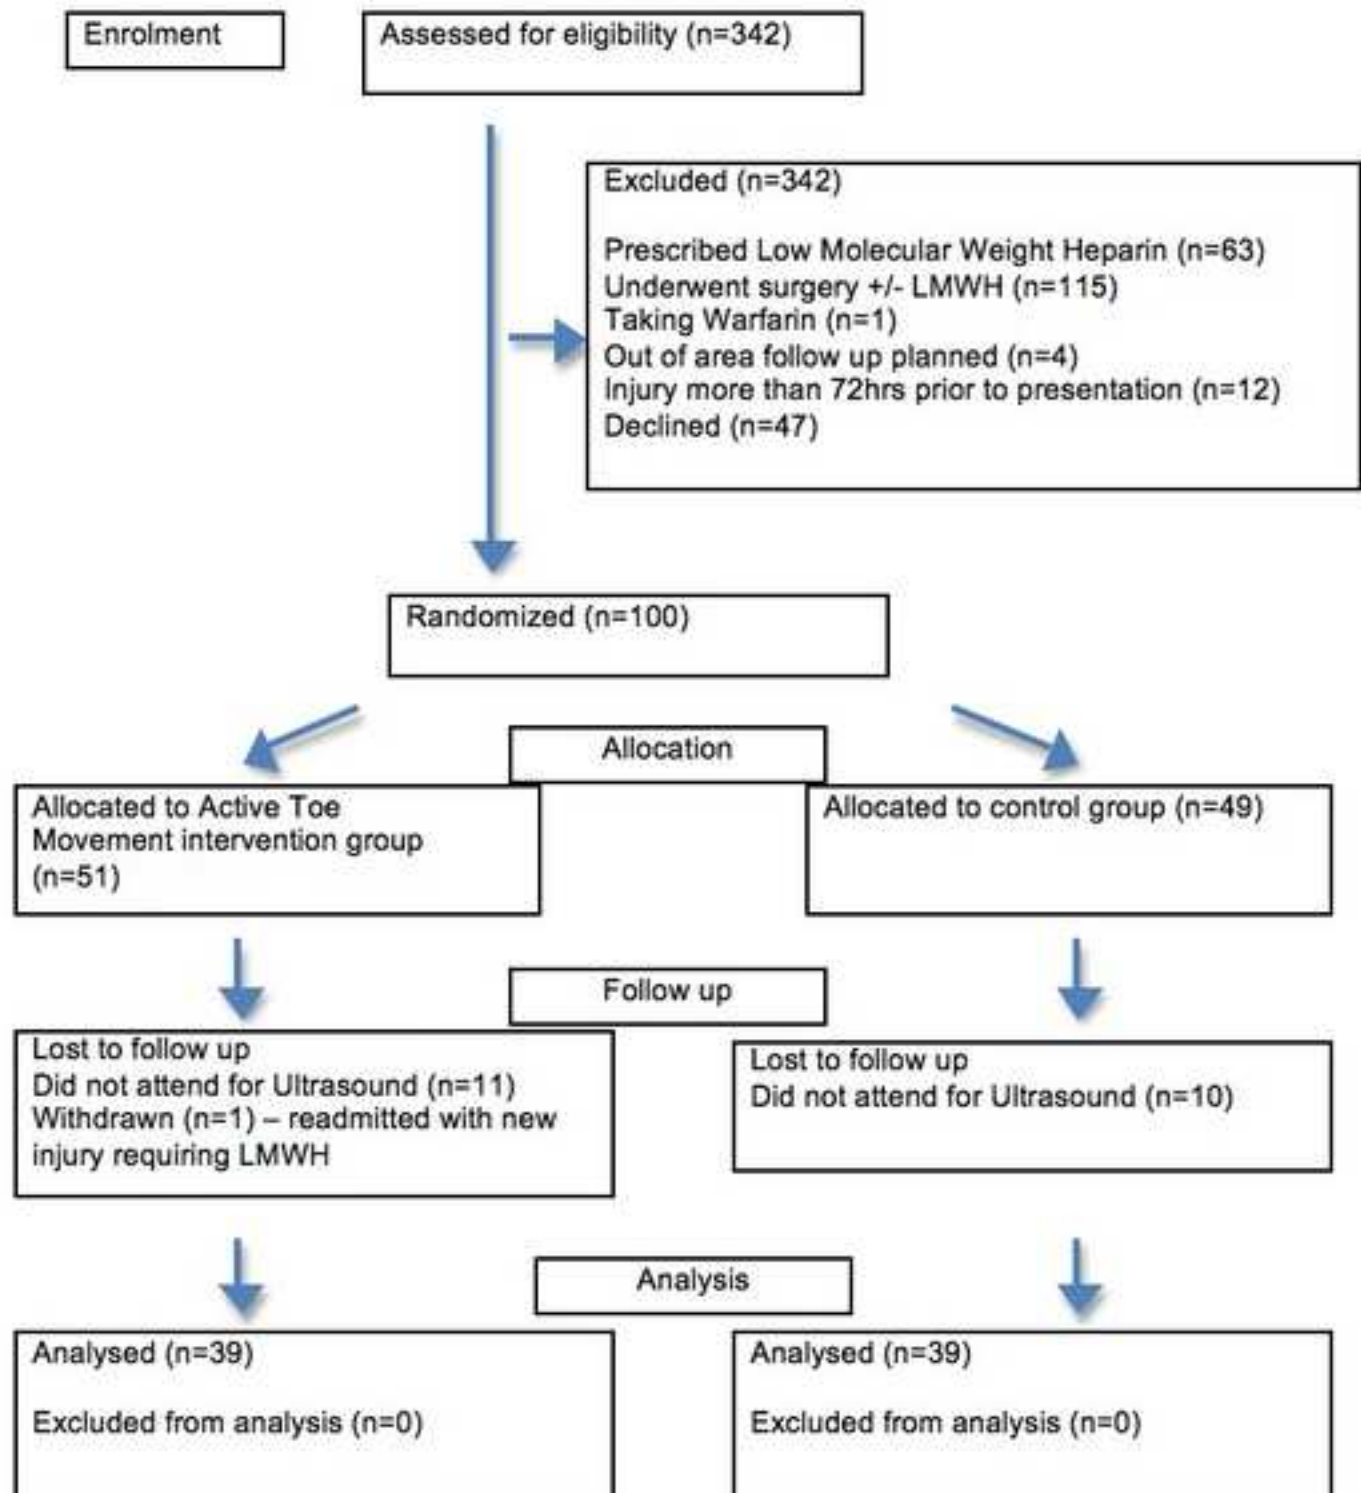 Enrolment
Assessed for eligibility (n=342)
Excluded (n=342)
Prescribed Low Molecular Weight Heparin (n=63)
Underwent surgery +/- LMWH (n=115)
Taking Warfarin (n=1)
Out of area follow up planned (n=4)
Injury more than 72hrs prior to presentation (n=12)
Declined (n=47)
Randomized (n=100)
Allocation
Allocated to Active Toe
Movement intervention group
(n=51)
Allocated to control group (n=49)
Follow up
Lost to follow up
Did not attend for Ultrasound (n=11)
Withdrawn (n=1) – readmitted with new
injury requiring LMWH
Lost to follow up
Did not attend for Ultrasound (n=10)
Analysis
Analysed (n=39)
Excluded from analysis (n=0)
Analysed (n=39)
Excluded from analysis (n=0)